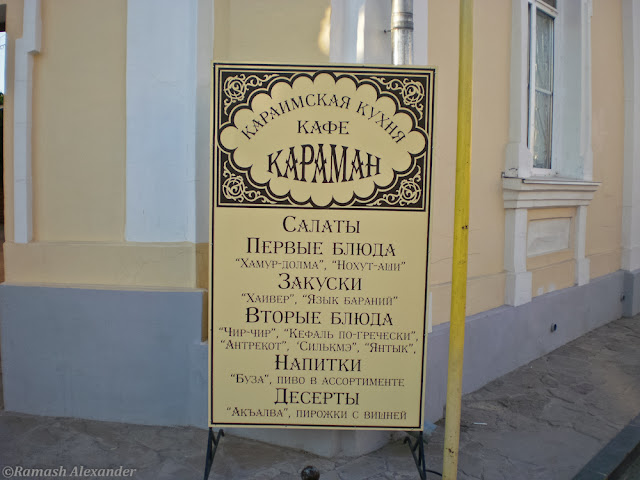 КАРАИМСКАЯ КУХНЯ
КАФЕ
КАРАМАН
САЛАТЫ
ПЕРВЫЕ БЛЮДА
"ХАМУР-ДОЛМА", "НОХУТ-АШИ"
ЗАКУСКИ
"ХАИВЕР", "ЯЗЫК БАРАНИЙ"
ВТОРЫЕ БЛЮДА
"ЧИР-ЧИР", "КЕФАЛЬ ПО-ГРЕЧЕСКИ",
"АНТРЕКОТ", 'СИЛЬКМЭ", "ЯНТЫК",
НАПИТКИ
"БУЗА", ПИВО В АССОРТИМЕНТЕ
ДЕСЕРТЫ
"АКЪАЛВА", ПИРОЖКИ С ВИШНЕЙ
©Ramash Alexander